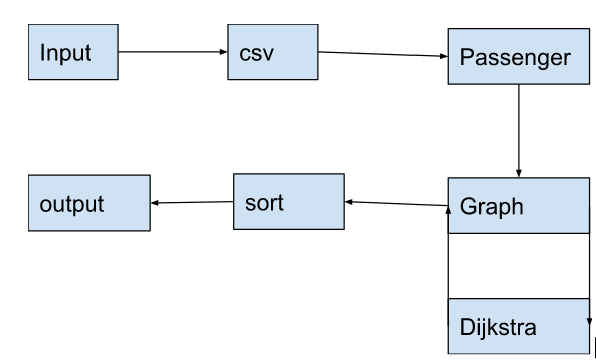 Input
csv
Passenger
output
sort
Graph
Dijkstra